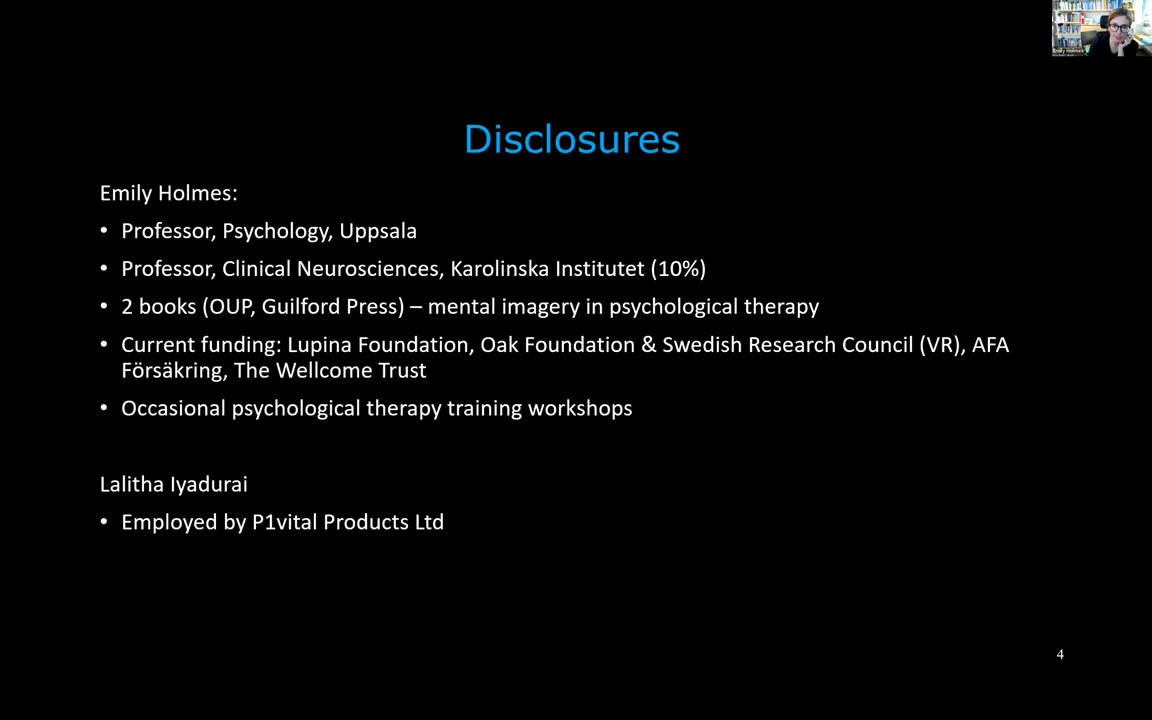 Emily Holmes
Disclosures
Emily Holmes:
• Professor, Psychology, Uppsala
• Professor, Clinical Neurosciences, Karolinska Institutet (10%)
• 2 books (OUP, Guilford Press) – mental imagery in psychological therapy
• Current funding: Lupina Foundation, Oak Foundation & Swedish Research Council (VR), AFA
Försäkring, The Wellcome Trust
• Occasional psychological therapy training workshops
Lalitha Iyadurai
• Employed by P1vital Products Ltd
4